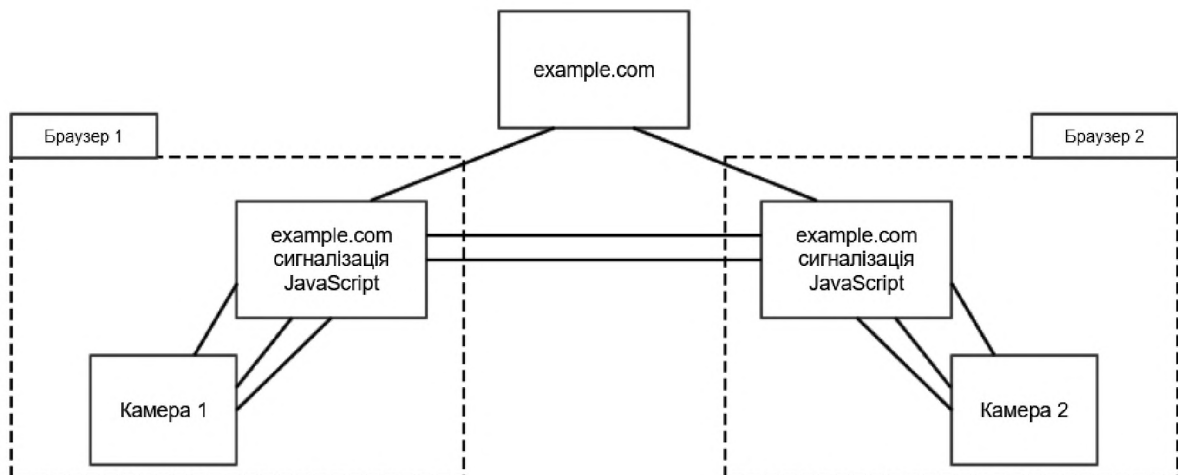 example.com
Браузер 1
Браузер 2
example.com
сигналізація
JavaScript
example.com
сигналізація
JavaScript
Камера 1
Камера 2